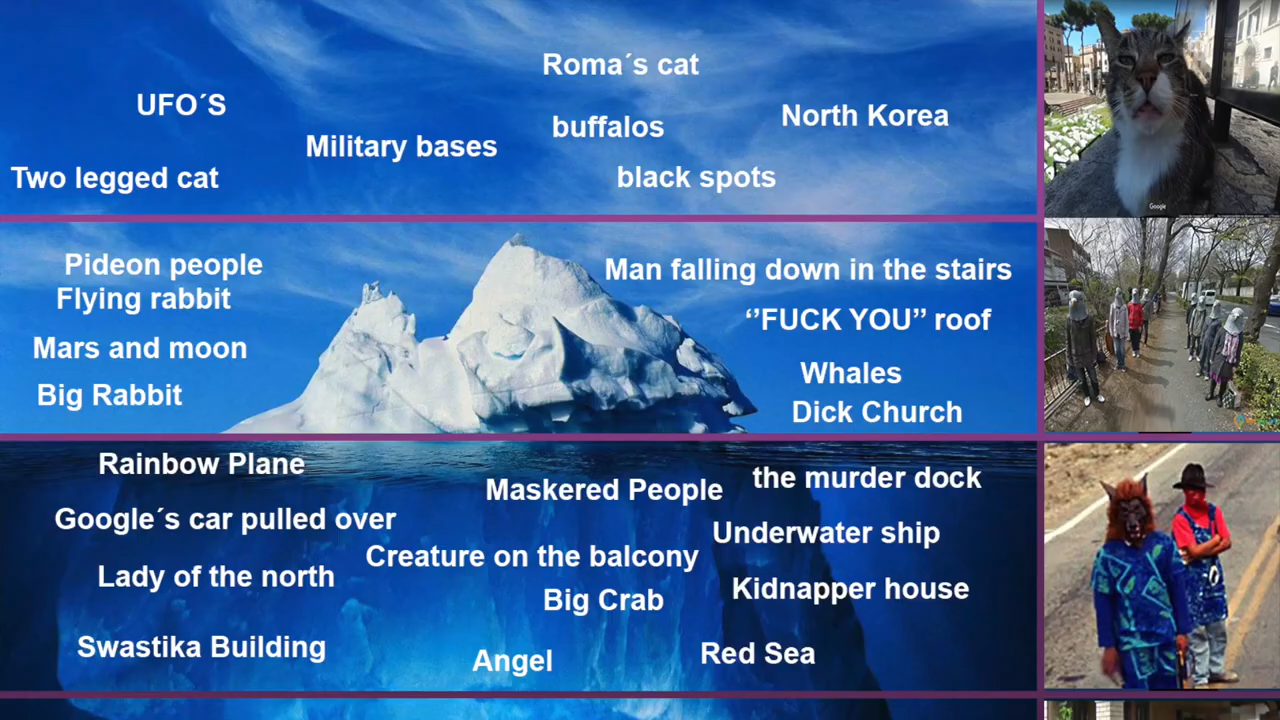 Roma´s cat
UFO´S
buffalos
North Korea
Military bases
Two legged cat
black spots
Google
Pideon people
Man falling down in the stairs
Flying rabbit
‘’FUCK YOU’’ roof
Mars and moon
Whales
Big Rabbit
Dick Church
Rainbow Plane
the murder dock
Maskered People
Google´s car pulled over
Underwater ship
Creature on the balcony
Lady of the north
Kidnapper house
Big Crab
Swastika Building
Angel
Red Sea